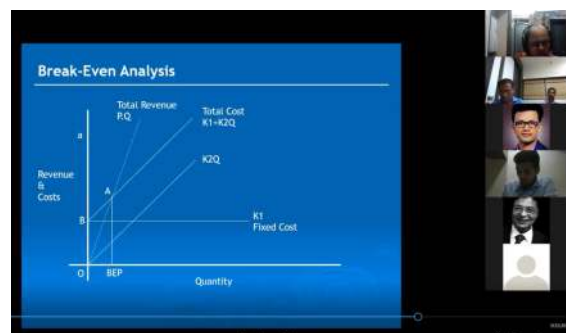 Break-Even Analysis
Total Revenue
P.Q
Total Cost
K1+K2Q
a
K2Q
Revenue
&
Costs
A
B
K1
Fixed Cost
O
BEP
Quantity